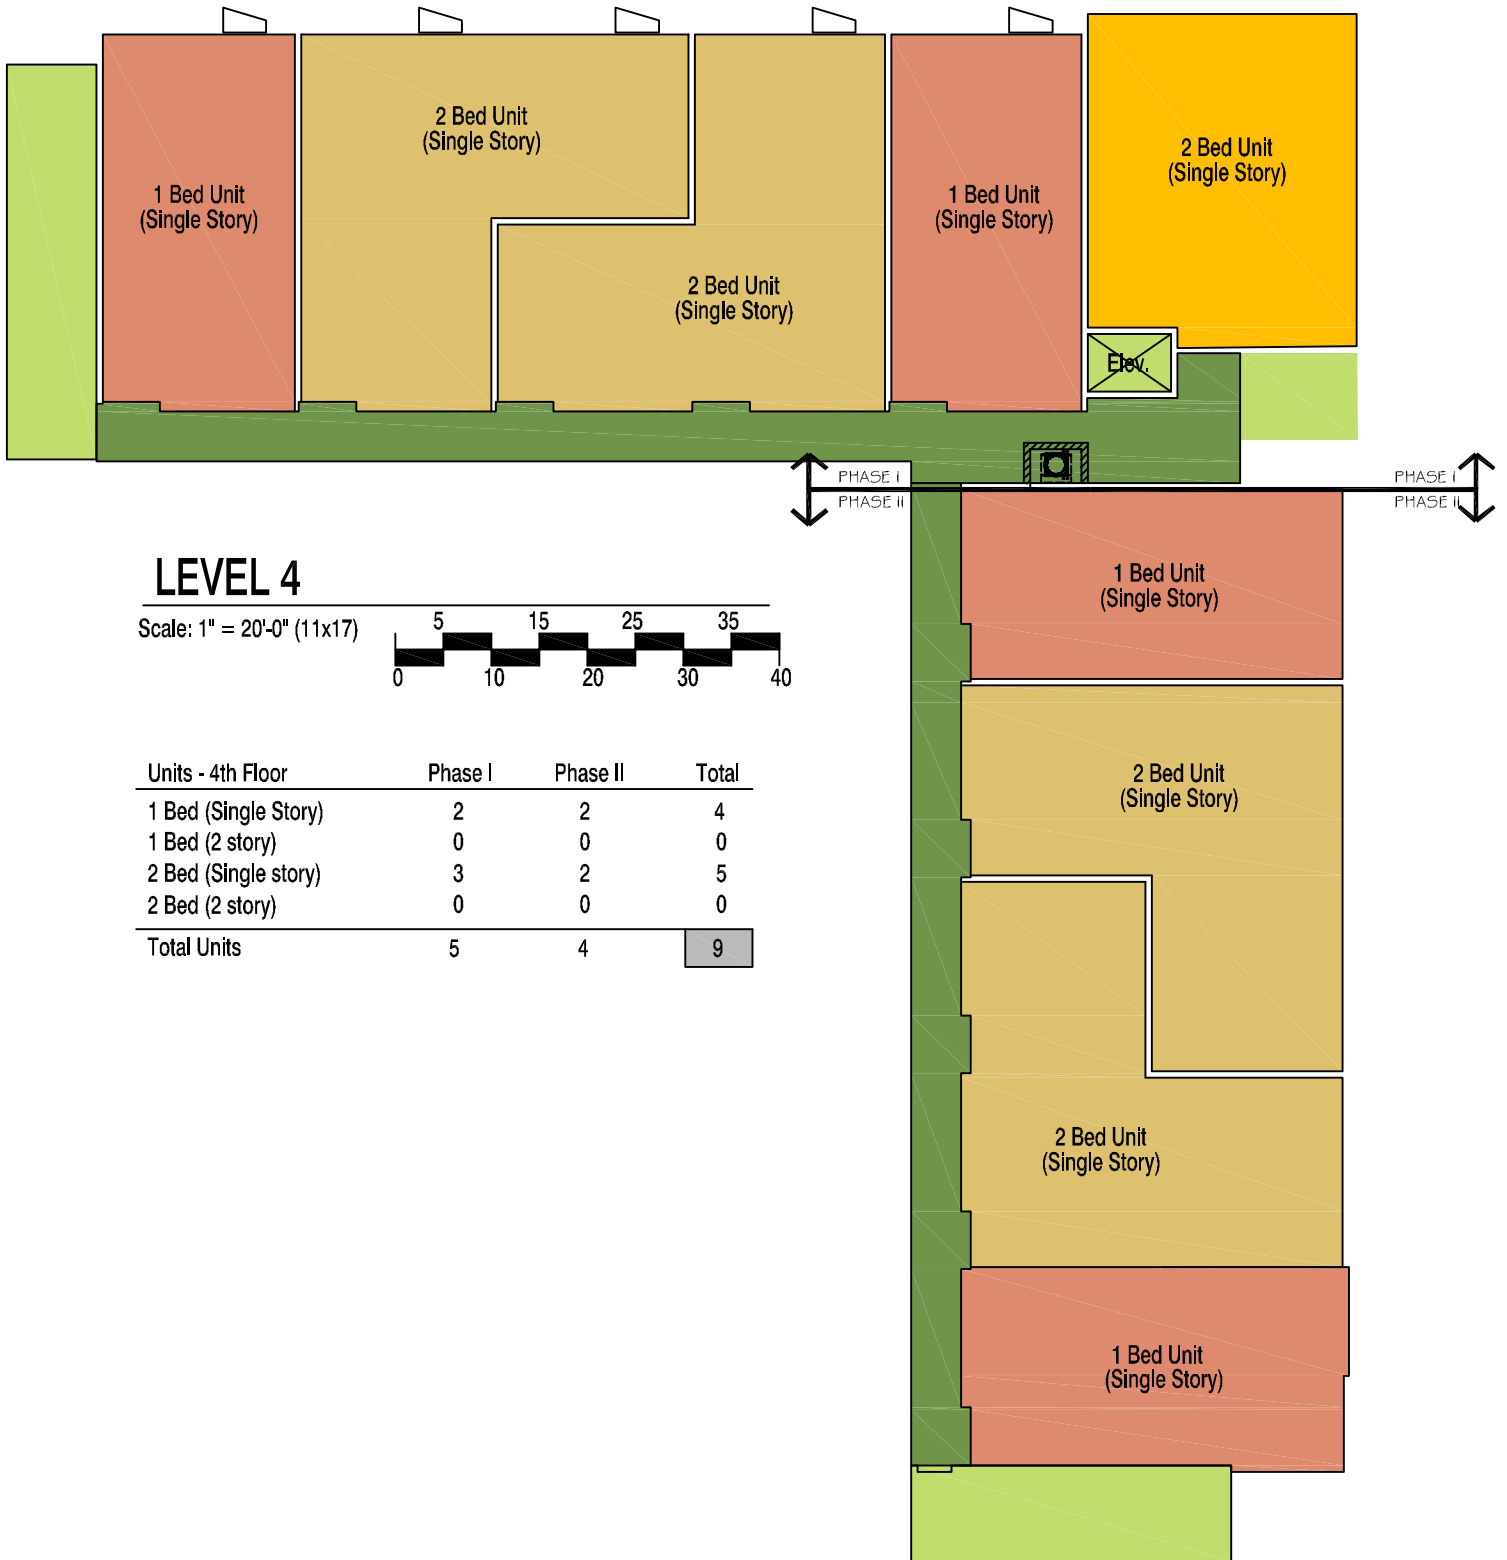 2 Bed Unit
(Single Story)
2 Bed Unit
(Single Story)
1 Bed Unit
(Single Story)
1 Bed Unit
(Single Story)
2 Bed Unit
(Single Story)
Elev.
PHASE I
PHASE II
PHASE I
PHASE II
LEVEL 4
Scale: 1" = 20'-0" (11x17)
5 15 25 35
0 10 20 30 40
1 Bed Unit
(Single Story)
Units - 4th Floor Phase I Phase II Total
1 Bed (Single Story) 2 2 4
1 Bed (2 story) 0 0 0
2 Bed (Single story) 3 2 5
2 Bed (2 story) 0 0 0
Total Units 5 4 9
2 Bed Unit
(Single Story)
2 Bed Unit
(Single Story)
1 Bed Unit
(Single Story)